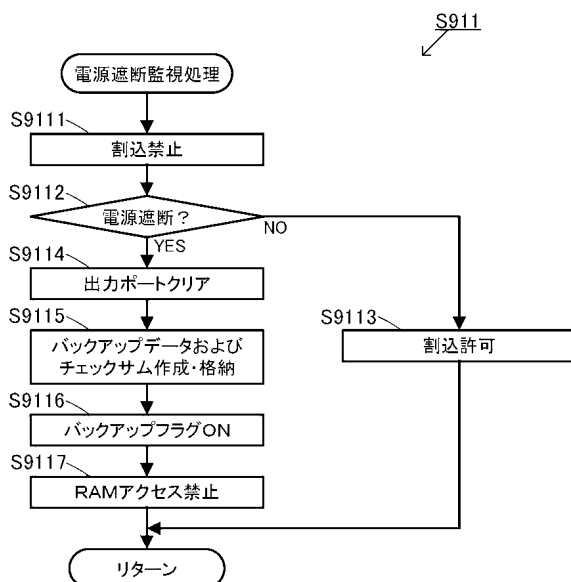 S911
電源遮断監視処理
S9111
割込禁止
S9112
電源遮断？
NO
YES
S9114
出力ポートクリア
S9113
割込許可
S9115
バックアップデータおよび
チェックサム作成・格納
S9116
バックアップフラグON
S9117
RAMアクセス禁止
リターン